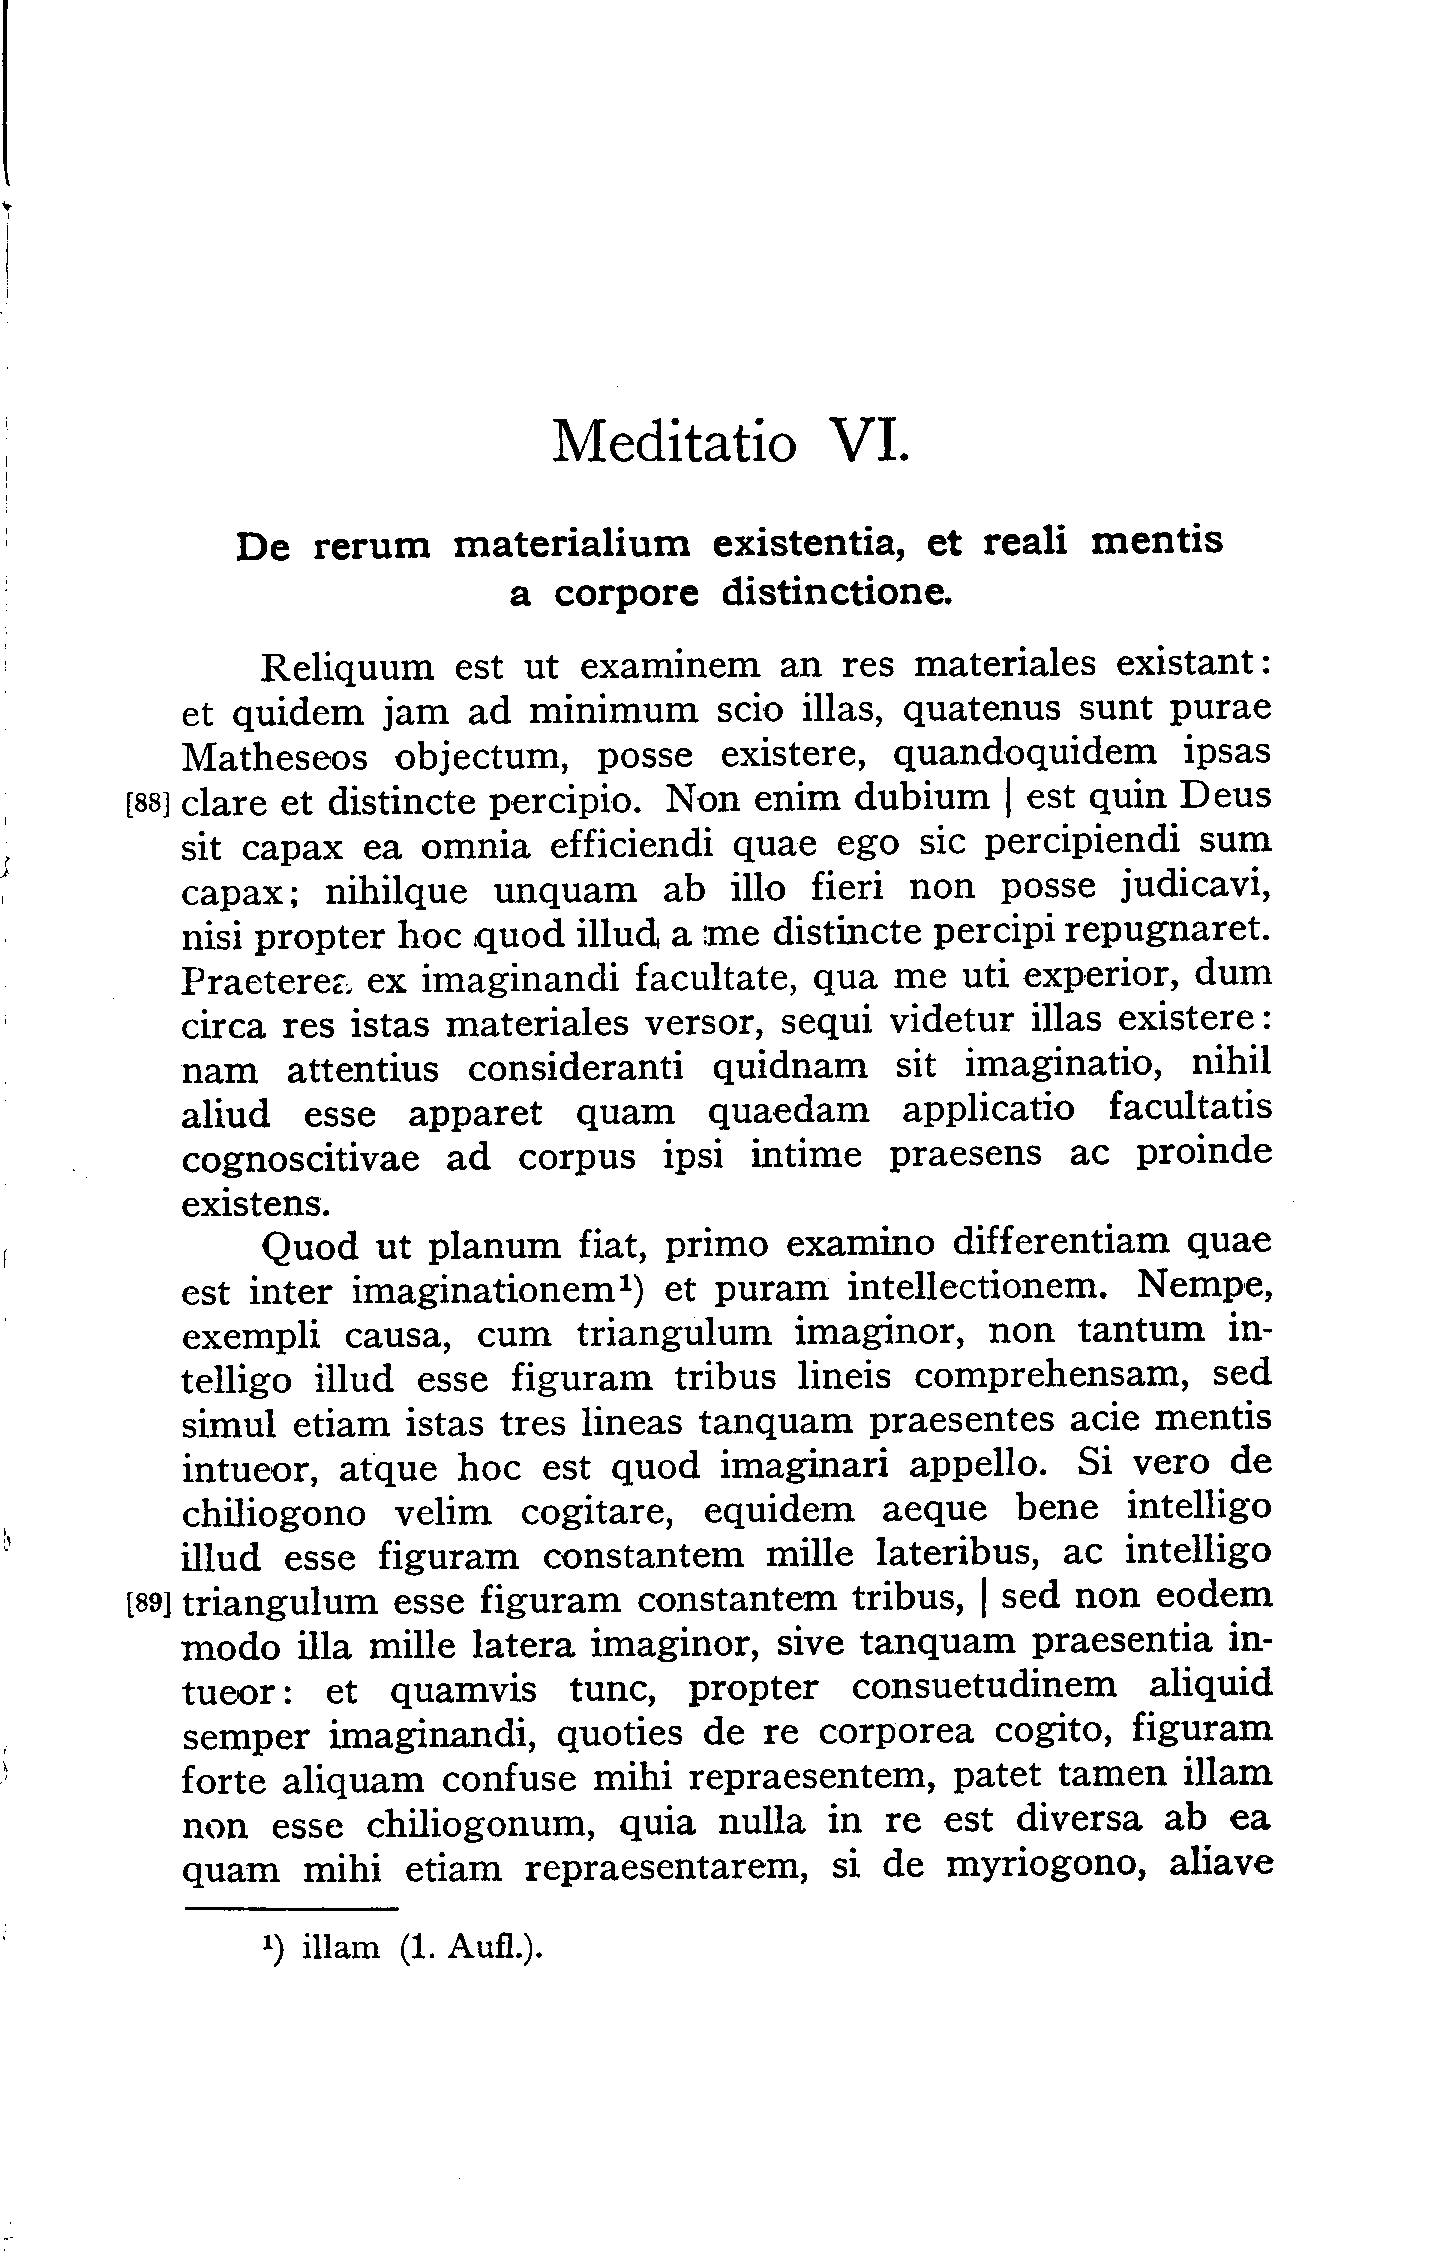 Meditatio VI.
De rerum materialium existentia, et reali mentis
a corpore distinctione.
Reliquum est ut examinem an res materiales existant:
et quidem jam ad minimum scio illas, quatenus sunt purae
Matheseos objectum, posse existere, quandoquidem ipsas
[88] clare et distincte percipio. Non enim dubium | est quin Deus
sit capax ea omnia efficiendi quae ego sic percipiendi sum
capax; nihilque unquam ab illo fieri non posse judicavi,
nisi propter hoc quod illud a me distincte percipi repugnaret.
Praeterea ex imaginandi facultate, qua me uti experior, dum
circa res istas materiales versor, sequi videtur illas existere:
nam attentius consideranti quidnam sit imaginatio, nihil
aliud esse apparet quam quaedam applicatio facultatis
cognoscitivae ad corpus ipsi intime praesens ac proinde
existens.
Quod ut planum fiat, primo examino differentiam quae
est inter imaginationem¹) et puram intellectionem. Nempe,
exempli causa, cum triangulum imaginor, non tantum in-
telligo illud esse figuram tribus lineis comprehensam, sed
simul etiam istas tres lineas tanquam praesentes acie mentis
intueor, atque hoc est quod imaginari appello. Si vero de
chiliogono velim cogitare, equidem aeque bene intelligo
illud esse figuram constantem mille lateribus, ac intelligo
[89] triangulum esse figuram constantem tribus, | sed non eodem
modo illa mille latera imaginor, sive tanquam praesentia in-
tueor: et quamvis tunc, propter consuetudinem aliquid
semper imaginandi, quoties de re corporea cogito, figuram
forte aliquam confuse mihi repraesentem, patet tamen illam
non esse chiliogonum, quia nulla in re est diversa ab ea
quam mihi etiam repraesentarem, si de myriogono, aliave
¹) illam (1. Aufl.).